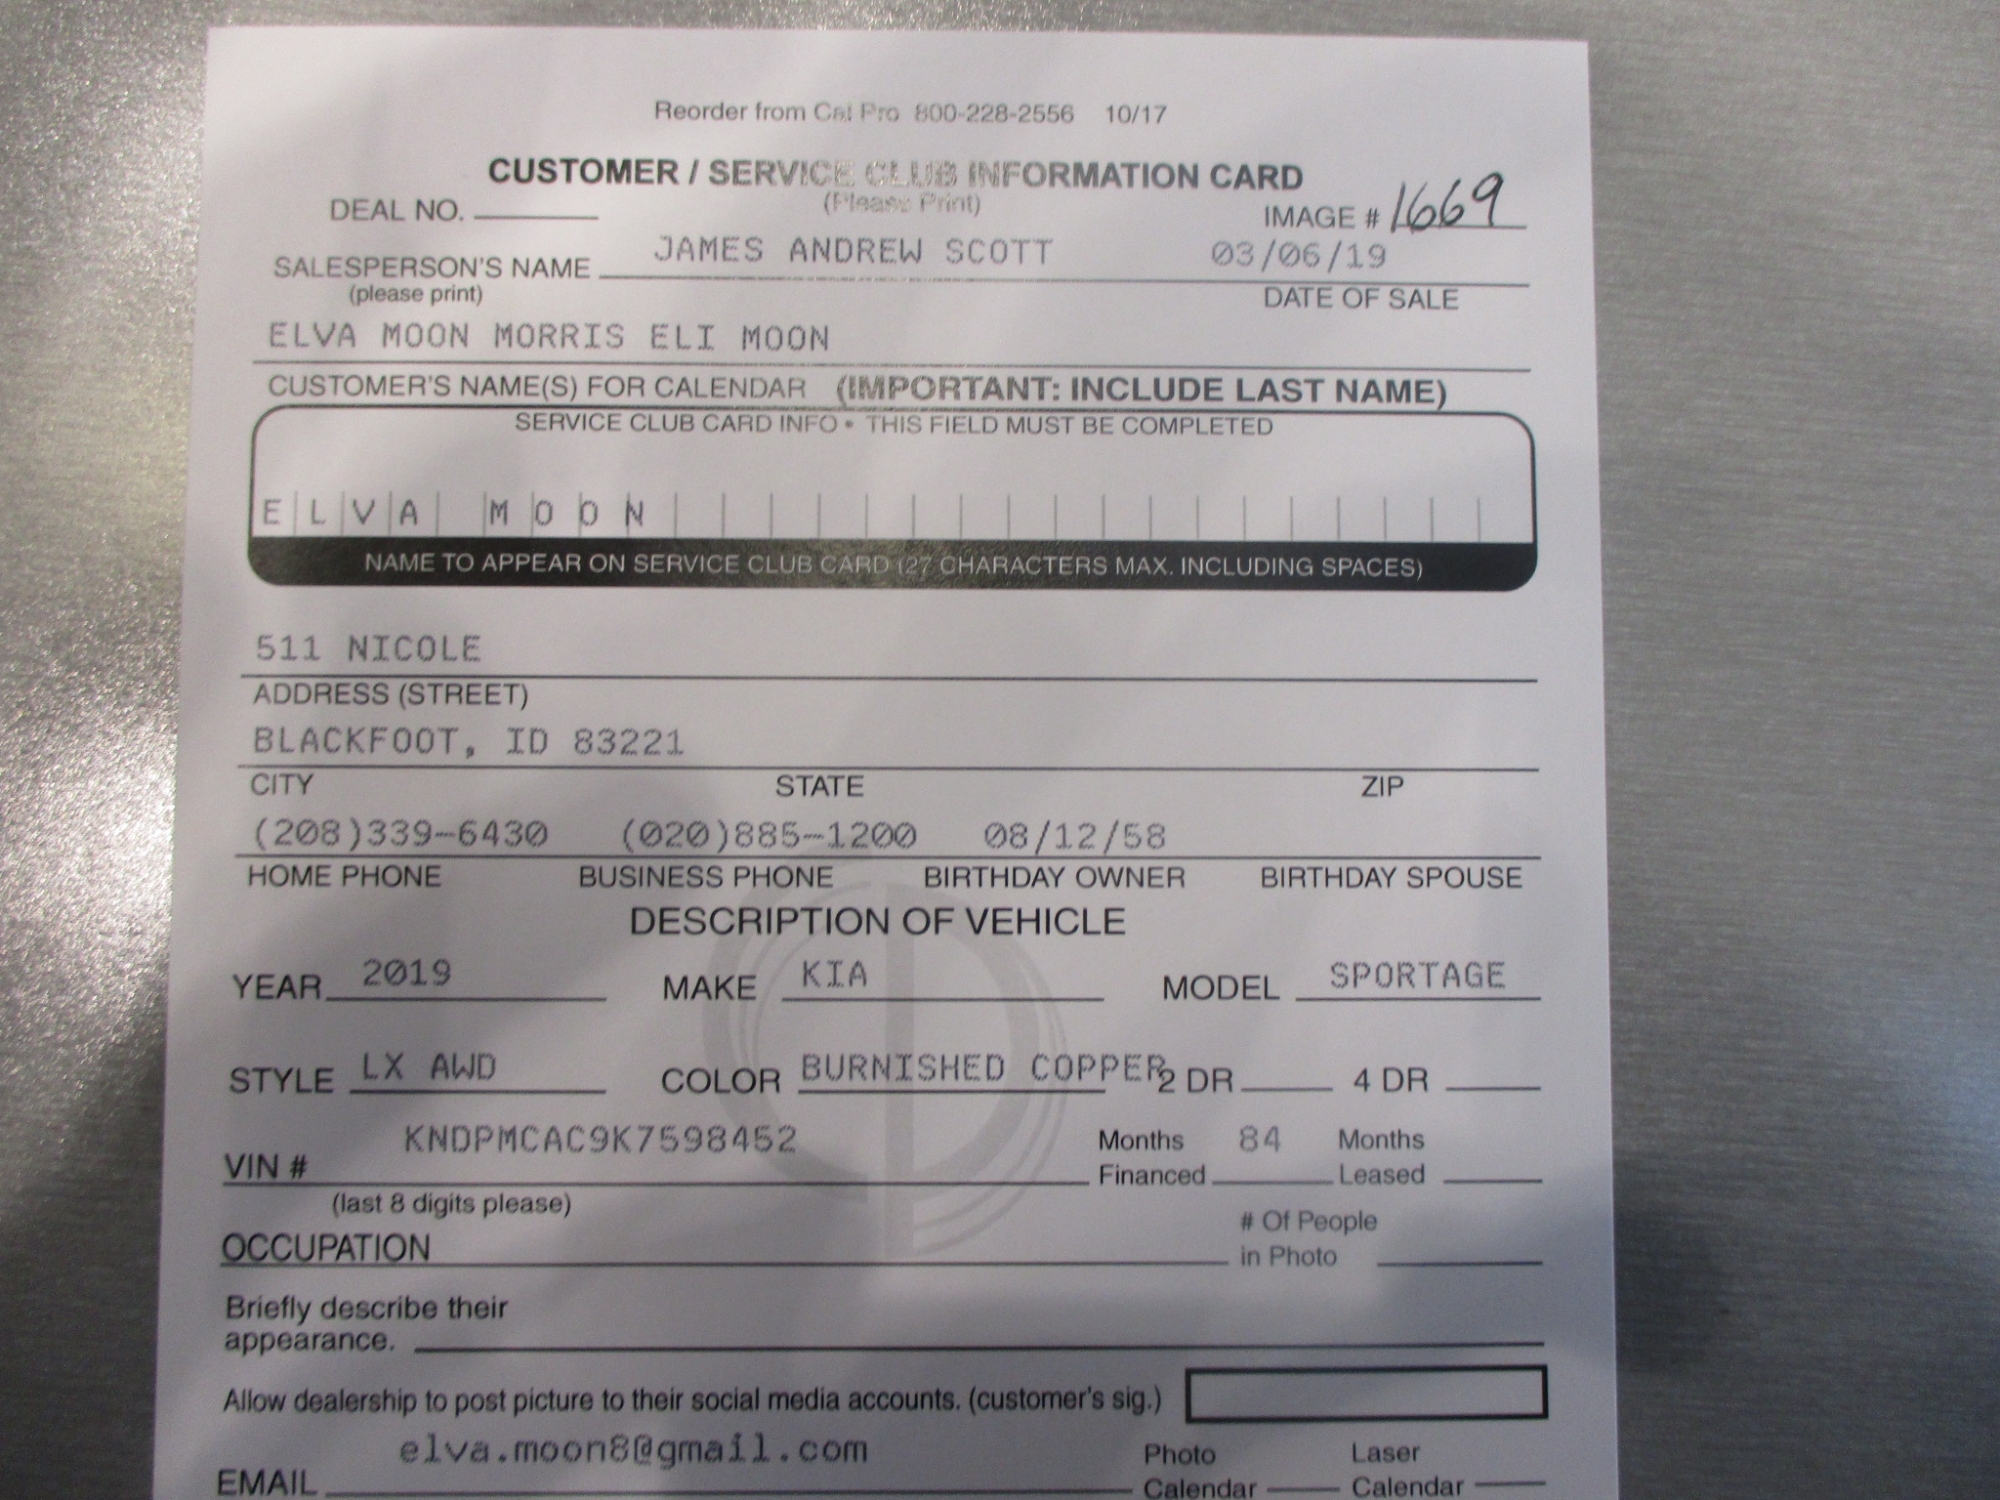 Reorder from Cal Pro 800-228-2556 10/17
CUSTOMER / SERVICE CLUB INFORMATION CARD
(Please Print)
DEAL NO. IMAGE # 1669
SALESPERSON'S NAME JAMES ANDREW SCOTT 03/06/19
(please print) DATE OF SALE
ELVA MOON MORRIS ELI MOON
CUSTOMER'S NAME(S) FOR CALENDAR (IMPORTANT: INCLUDE LAST NAME)
SERVICE CLUB CARD INFO • THIS FIELD MUST BE COMPLETED
ELVA MOON
NAME TO APPEAR ON SERVICE CLUB CARD (27 CHARACTERS MAX. INCLUDING SPACES)
511 NICOLE
ADDRESS (STREET)
BLACKFOOT, ID 83221
CITY STATE ZIP
(208)339-6430 (020)885-1200 08/12/58
HOME PHONE BUSINESS PHONE BIRTHDAY OWNER BIRTHDAY SPOUSE
DESCRIPTION OF VEHICLE
YEAR 2019 MAKE KIA MODEL SPORTAGE
STYLE LX AWD COLOR BURNISHED COPPER 2 DR 4 DR
VIN # KNDPMCAC9K7598452 Months 84 Months
Financed Leased
(last 8 digits please) # Of People
OCCUPATION in Photo
Briefly describe their
appearance.
Allow dealership to post picture to their social media accounts. (customer's sig.)
elva.moon8@gmail.com Photo Laser
EMAIL Calendar Calendar